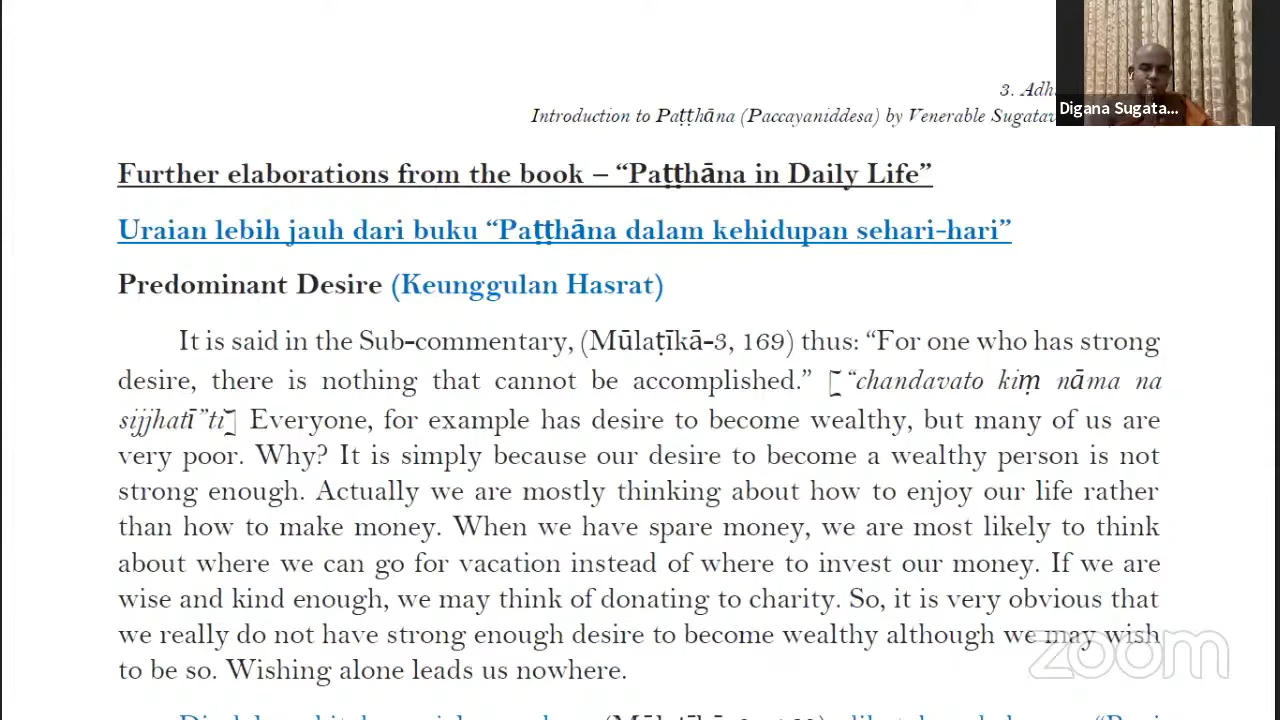 3. Adh
Introduction to Paṭṭhāna (Paccayaniddesa) by Venerable
Digana Sugata...
Further elaborations from the book – “Paṭṭhāna in Daily Life”
Uraian lebih jauh dari buku “Paṭṭhāna dalam kehidupan sehari-hari”
Predominant Desire (Keunggulan Hasrat)
It is said in the Sub-commentary, (Mūlaṭīkā-3, 169) thus: “For one who has strong
desire, there is nothing that cannot be accomplished.” [“chandavato kiṃ nāma na
sijjhatī”ti] Everyone, for example has desire to become wealthy, but many of us are
very poor. Why? It is simply because our desire to become a wealthy person is not
strong enough. Actually we are mostly thinking about how to enjoy our life rather
than how to make money. When we have spare money, we are most likely to think
about where we can go for vacation instead of where to invest our money. If we are
wise and kind enough, we may think of donating to charity. So, it is very obvious that
we really do not have strong enough desire to become wealthy although we may wish
to be so. Wishing alone leads us nowhere.
zoom